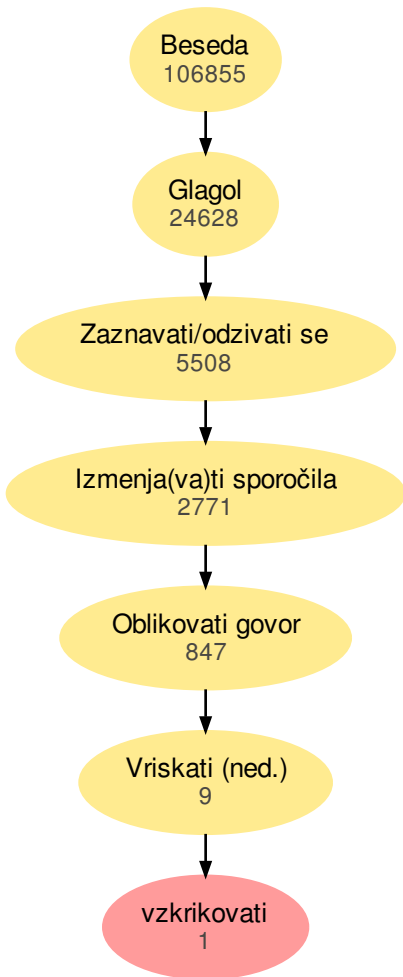 Beseda
106855
Glagol
24628
Zaznavati/odzivati se
5508
Izmenja(va)ti sporočila
2771
Oblikovati govor
847
Vriskati (ned.)
9
vzkrikovati
1